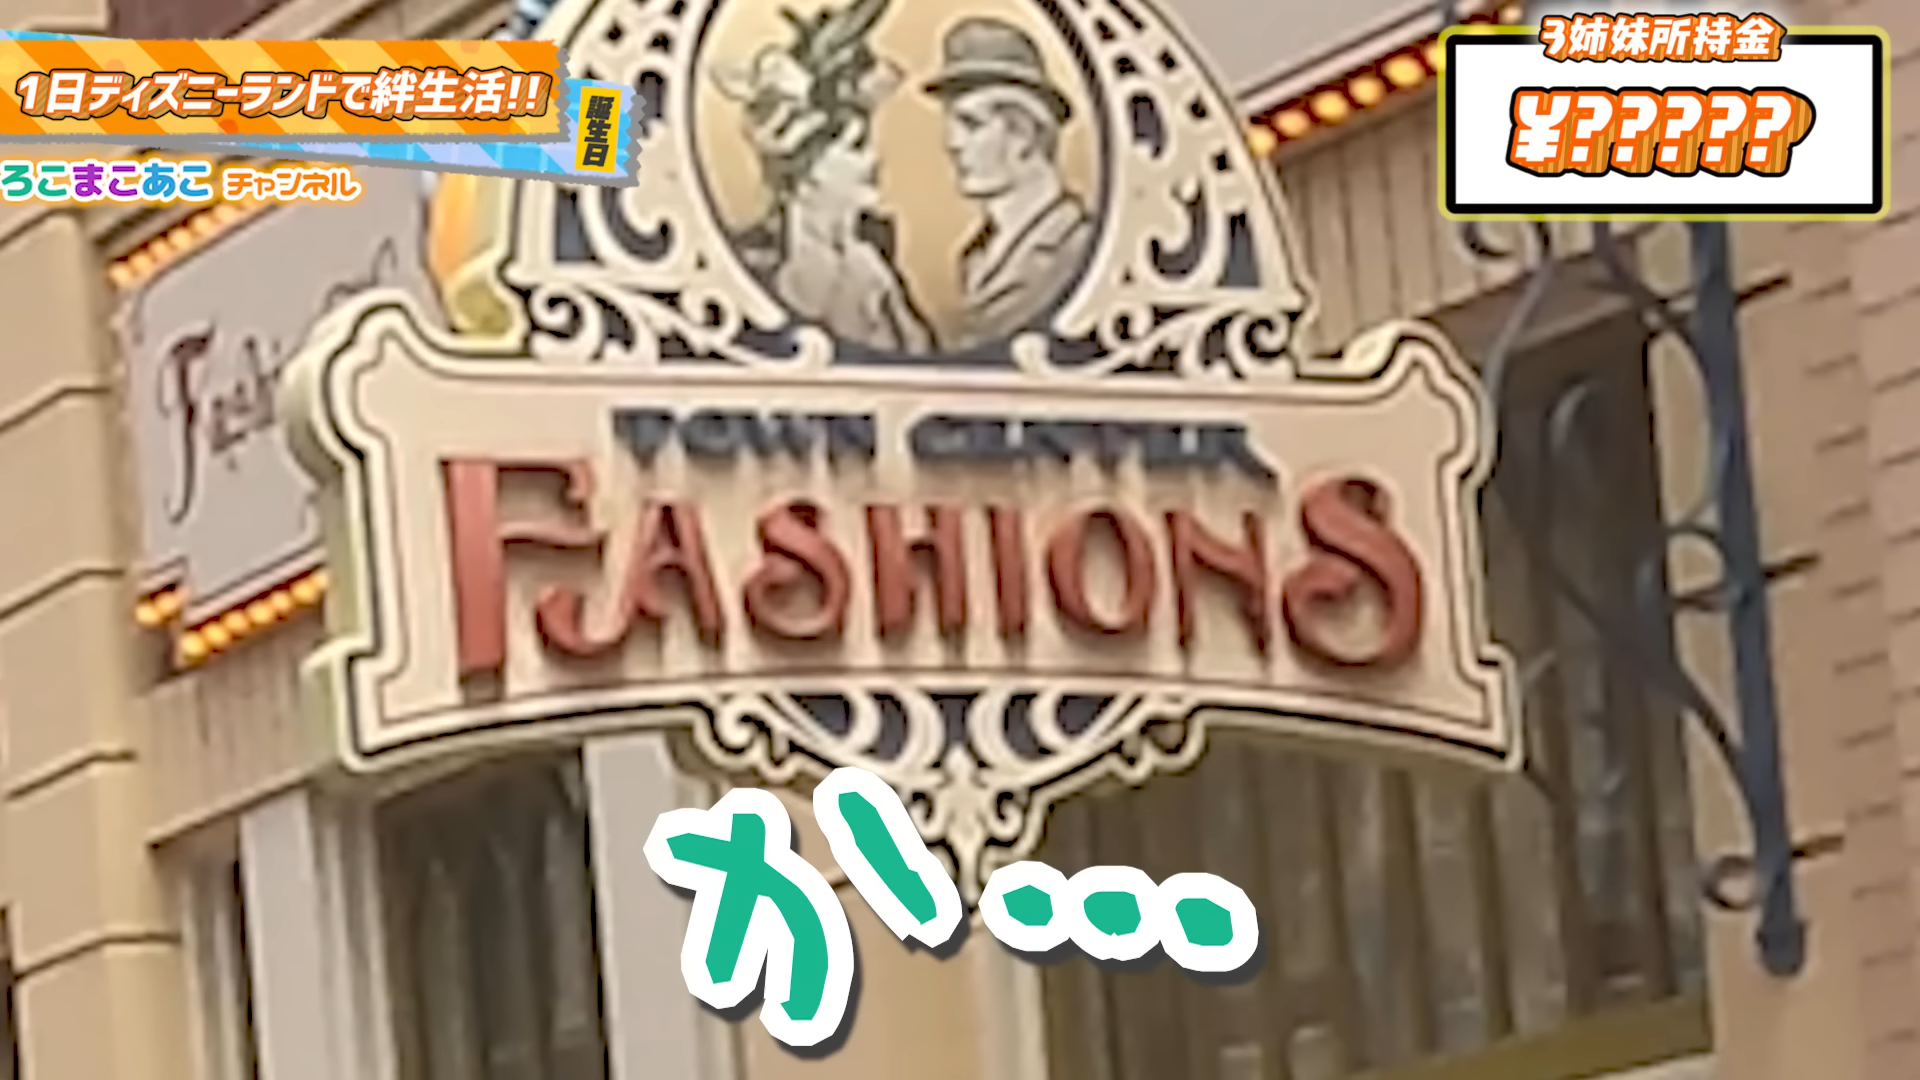 1日ディズニーランドで絆生活!!
誕生日
ろこまこあこ チャンネル
3姉妹所持金
¥?????
TOWN CENTER
FASHIONS
か…